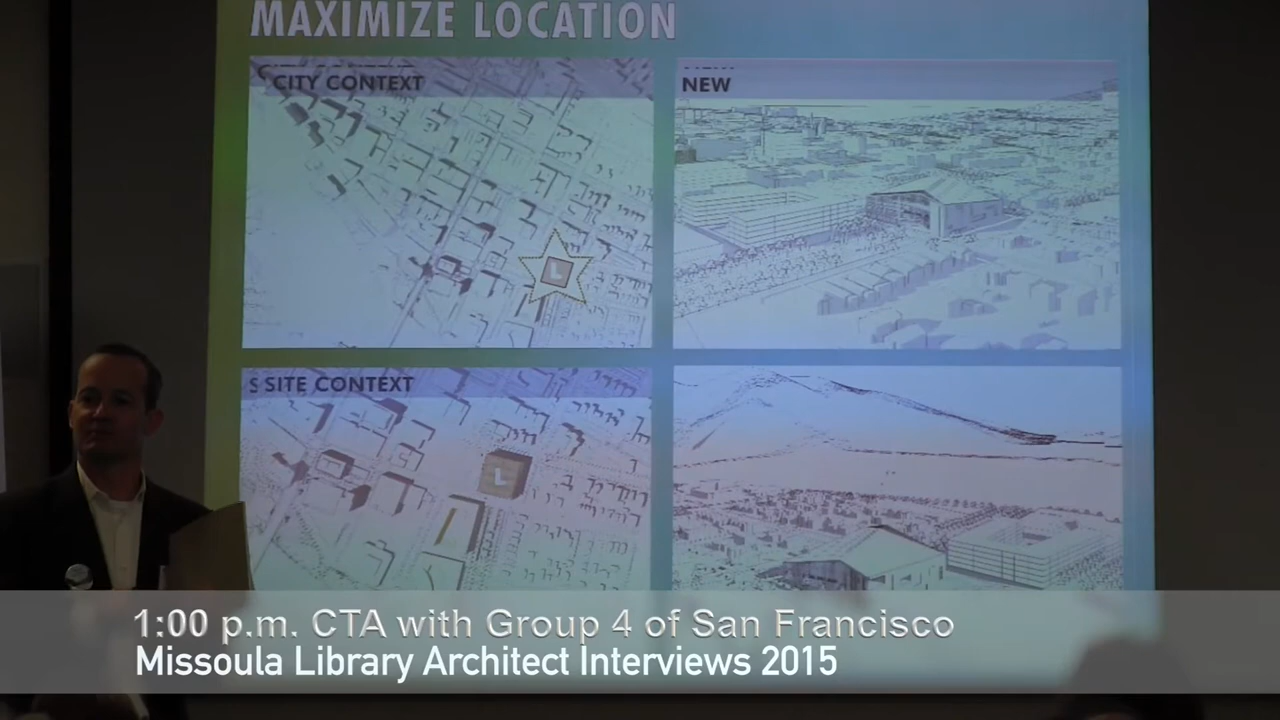 MAXIMIZE LOCATION
CITY CONTEXT
NEW
L
SITE CONTEXT
L
1:00 p.m. CTA with Group 4 of San Francisco
Missoula Library Architect Interviews 2015